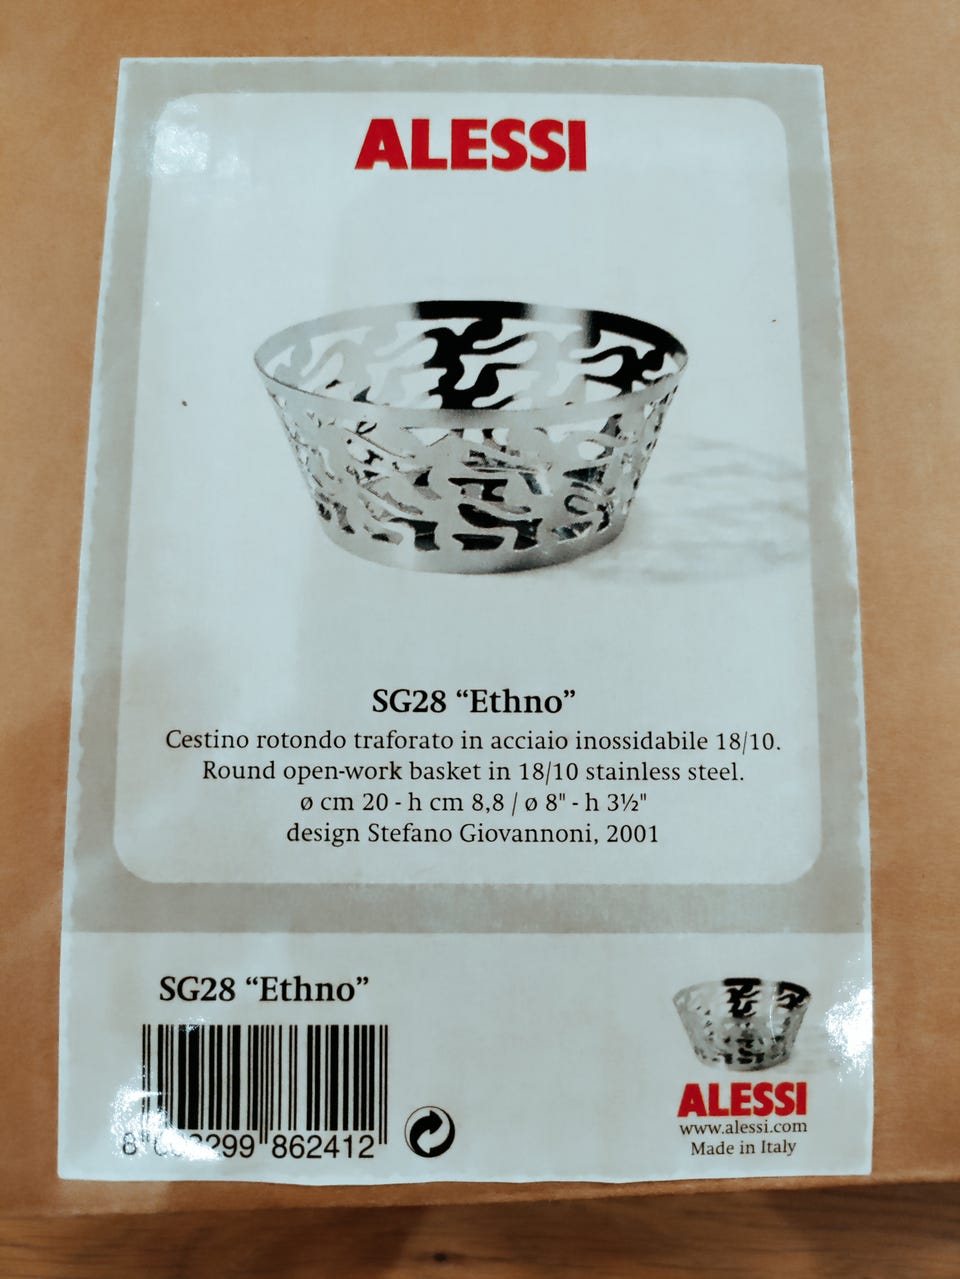 ALESSI
SG28 “Ethno”
Cestino rotondo traforato in acciaio inossidabile 18/10.
Round open-work basket in 18/10 stainless steel.
ø cm 20 - h cm 8,8 / ø 8" - h 3½"
design Stefano Giovannoni, 2001
SG28 “Ethno”
862412
ALESSI
www.alessi.com
Made in Italy